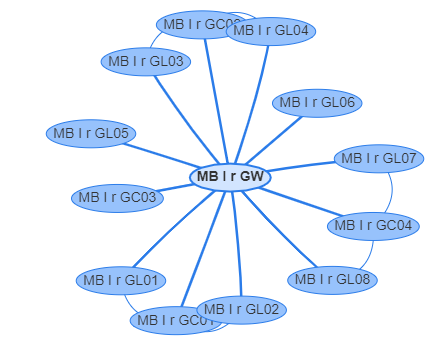 MB I r GC02
MB I r GL04
MB I r GL03
MB I r GL06
MB I r GL05
MB I r GL07
MB I r GW
MB I r GC03
MB I r GC04
MB I r GL01
MB I r GL08
MB I r GL02
MB I r GC01